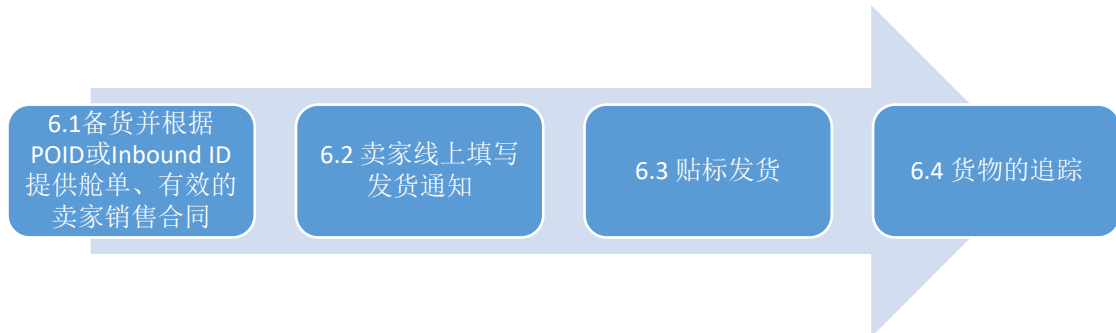 6.1备货并根据
POID或Inbound ID
提供舱单、有效的
卖家销售合同
6.2 卖家线上填写
发货通知
6.3 贴标发货
6.4 货物的追踪